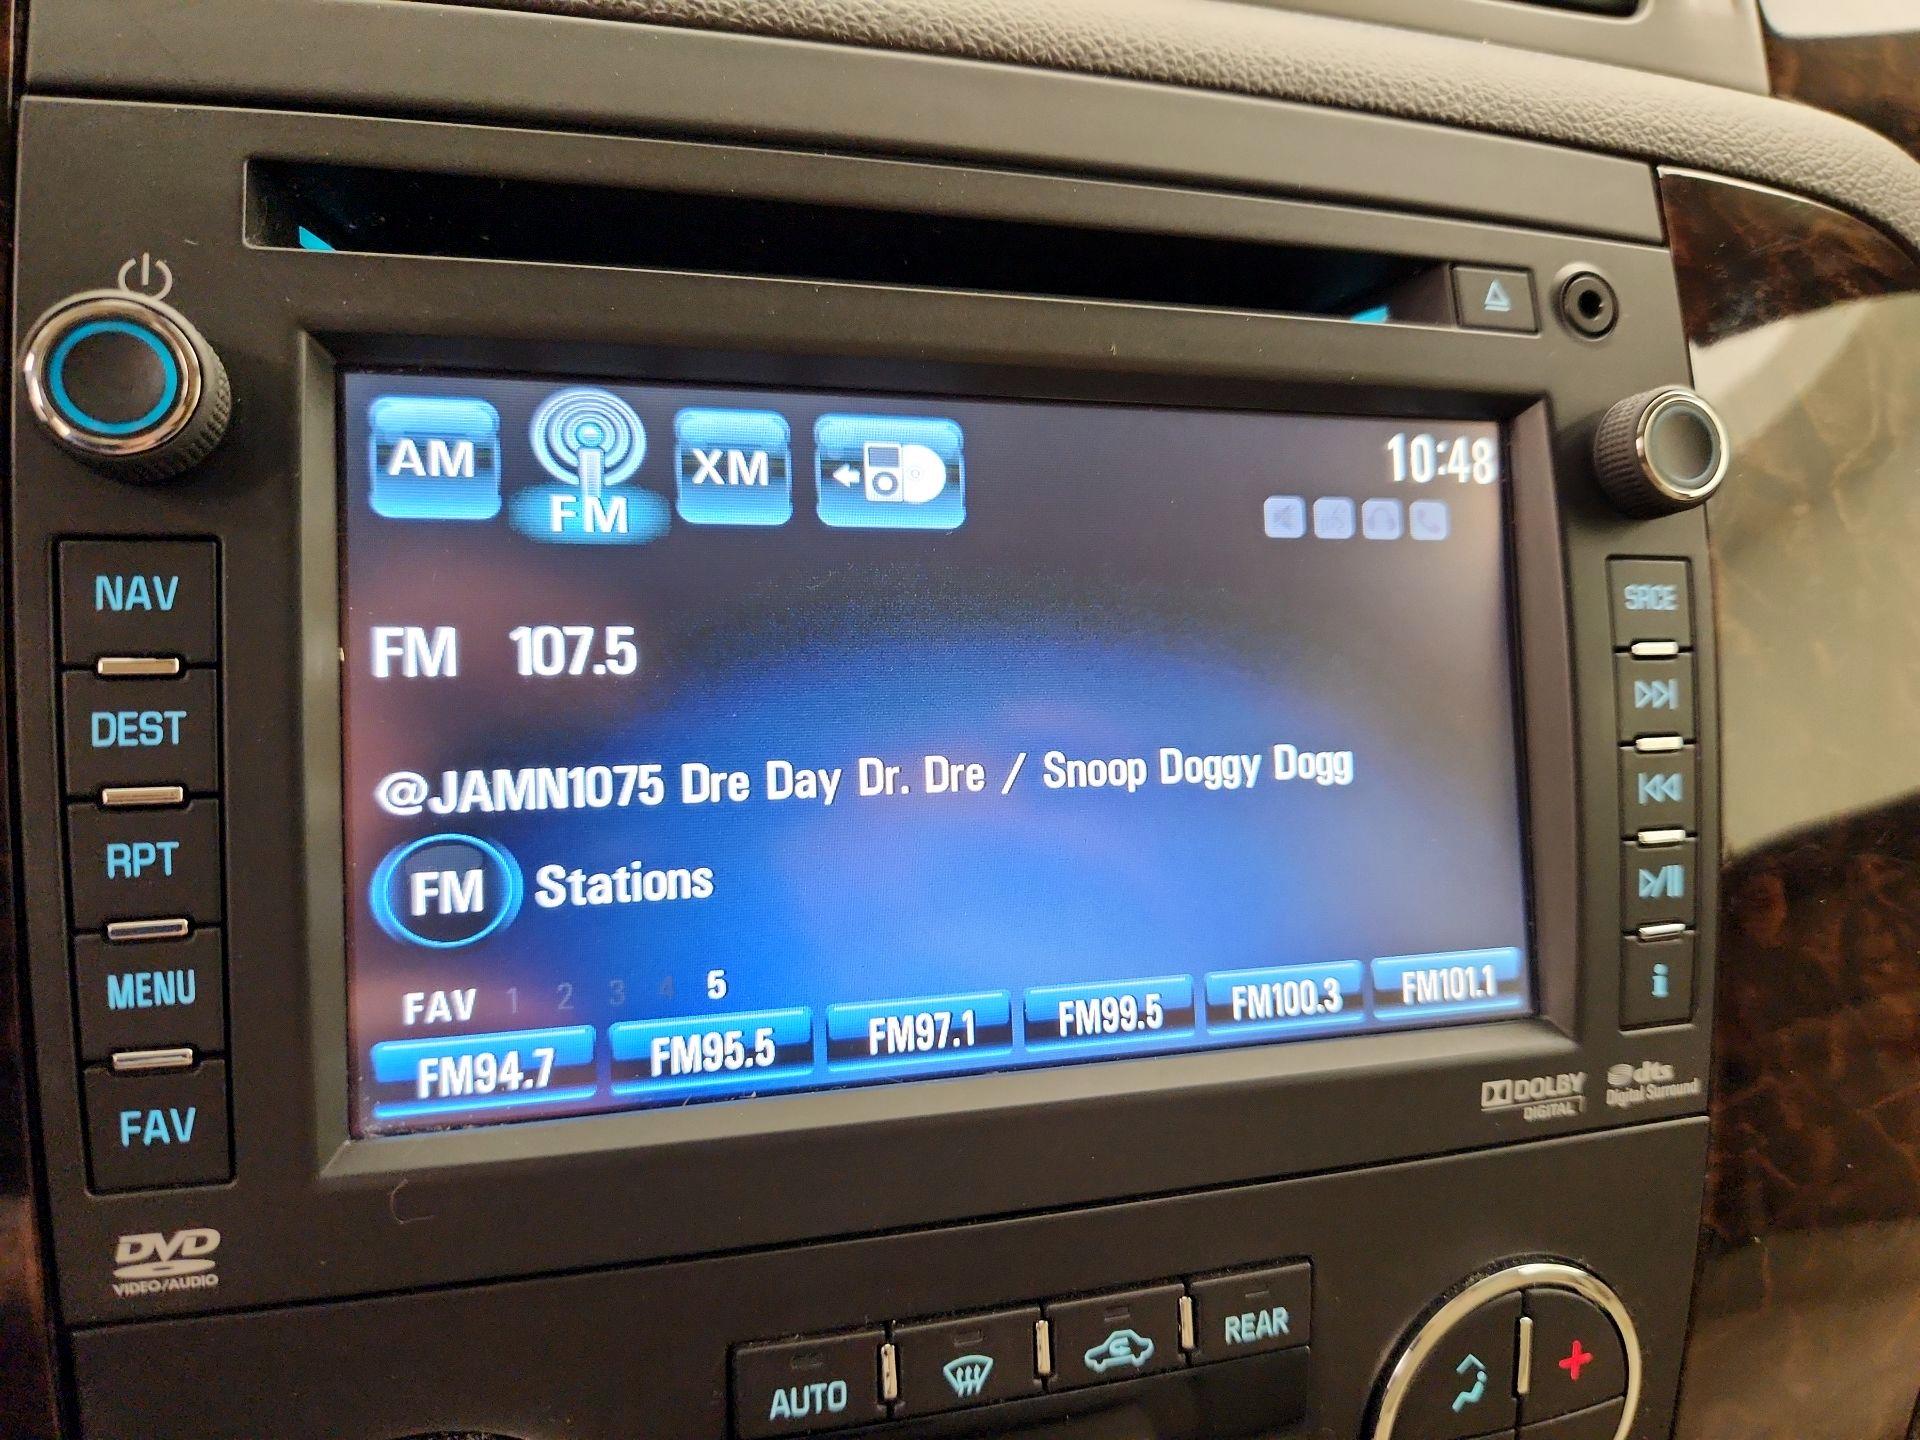 AM
FM
XM
10:48
NAV
SRCE
FM 107.5
DEST
@JAMN1075 Dre Day Dr. Dre / Snoop Doggy Dogg
RPT
FM Stations
MENU
i
FAV 1 2 3 4 5
FM94.7 FM95.5 FM97.1 FM99.5 FM100.3 FM101.1
FAV
DOLBY
DIGITAL
dts
Digital Surround
DVD
VIDEO/AUDIO
AUTO
REAR